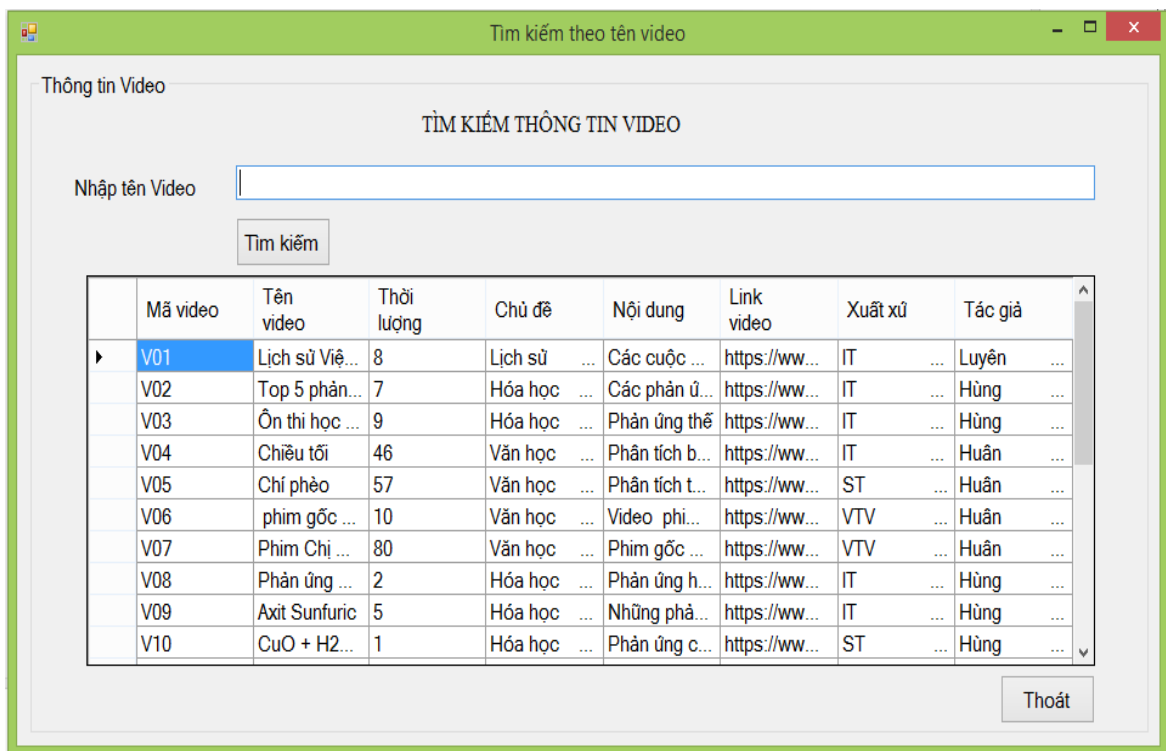 Tìm kiếm theo tên video
Thông tin Video
TÌM KIẾM THÔNG TIN VIDEO
Nhập tên Video
Tìm kiếm
Mã video Tên video Thời lượng Chủ đề Nội dung Link video Xuất xứ Tác giả
V01 Lịch sử Việ... 8 Lịch sử ... Các cuộc ... https://ww... IT ... Luyên ...
V02 Top 5 phản... 7 Hóa học ... Các phản ứ... https://ww... IT ... Hùng ...
V03 Ôn thi học ... 9 Hóa học ... Phản ứng thế https://ww... IT ... Hùng ...
V04 Chiều tối 46 Văn học ... Phân tích b... https://ww... IT ... Huân ...
V05 Chí phèo 57 Văn học ... Phân tích t... https://ww... ST ... Huân ...
V06 phim gốc ... 10 Văn học ... Video phi... https://ww... VTV ... Huân ...
V07 Phim Chị ... 80 Văn học ... Phim gốc ... https://ww... VTV ... Huân ...
V08 Phản ứng ... 2 Hóa học ... Phản ứng h... https://ww... IT ... Hùng ...
V09 Axit Sunfuric 5 Hóa học ... Những phả... https://ww... IT ... Hùng ...
V10 CuO + H2... 1 Hóa học ... Phản ứng c... https://ww... ST ... Hùng ...
Thoát